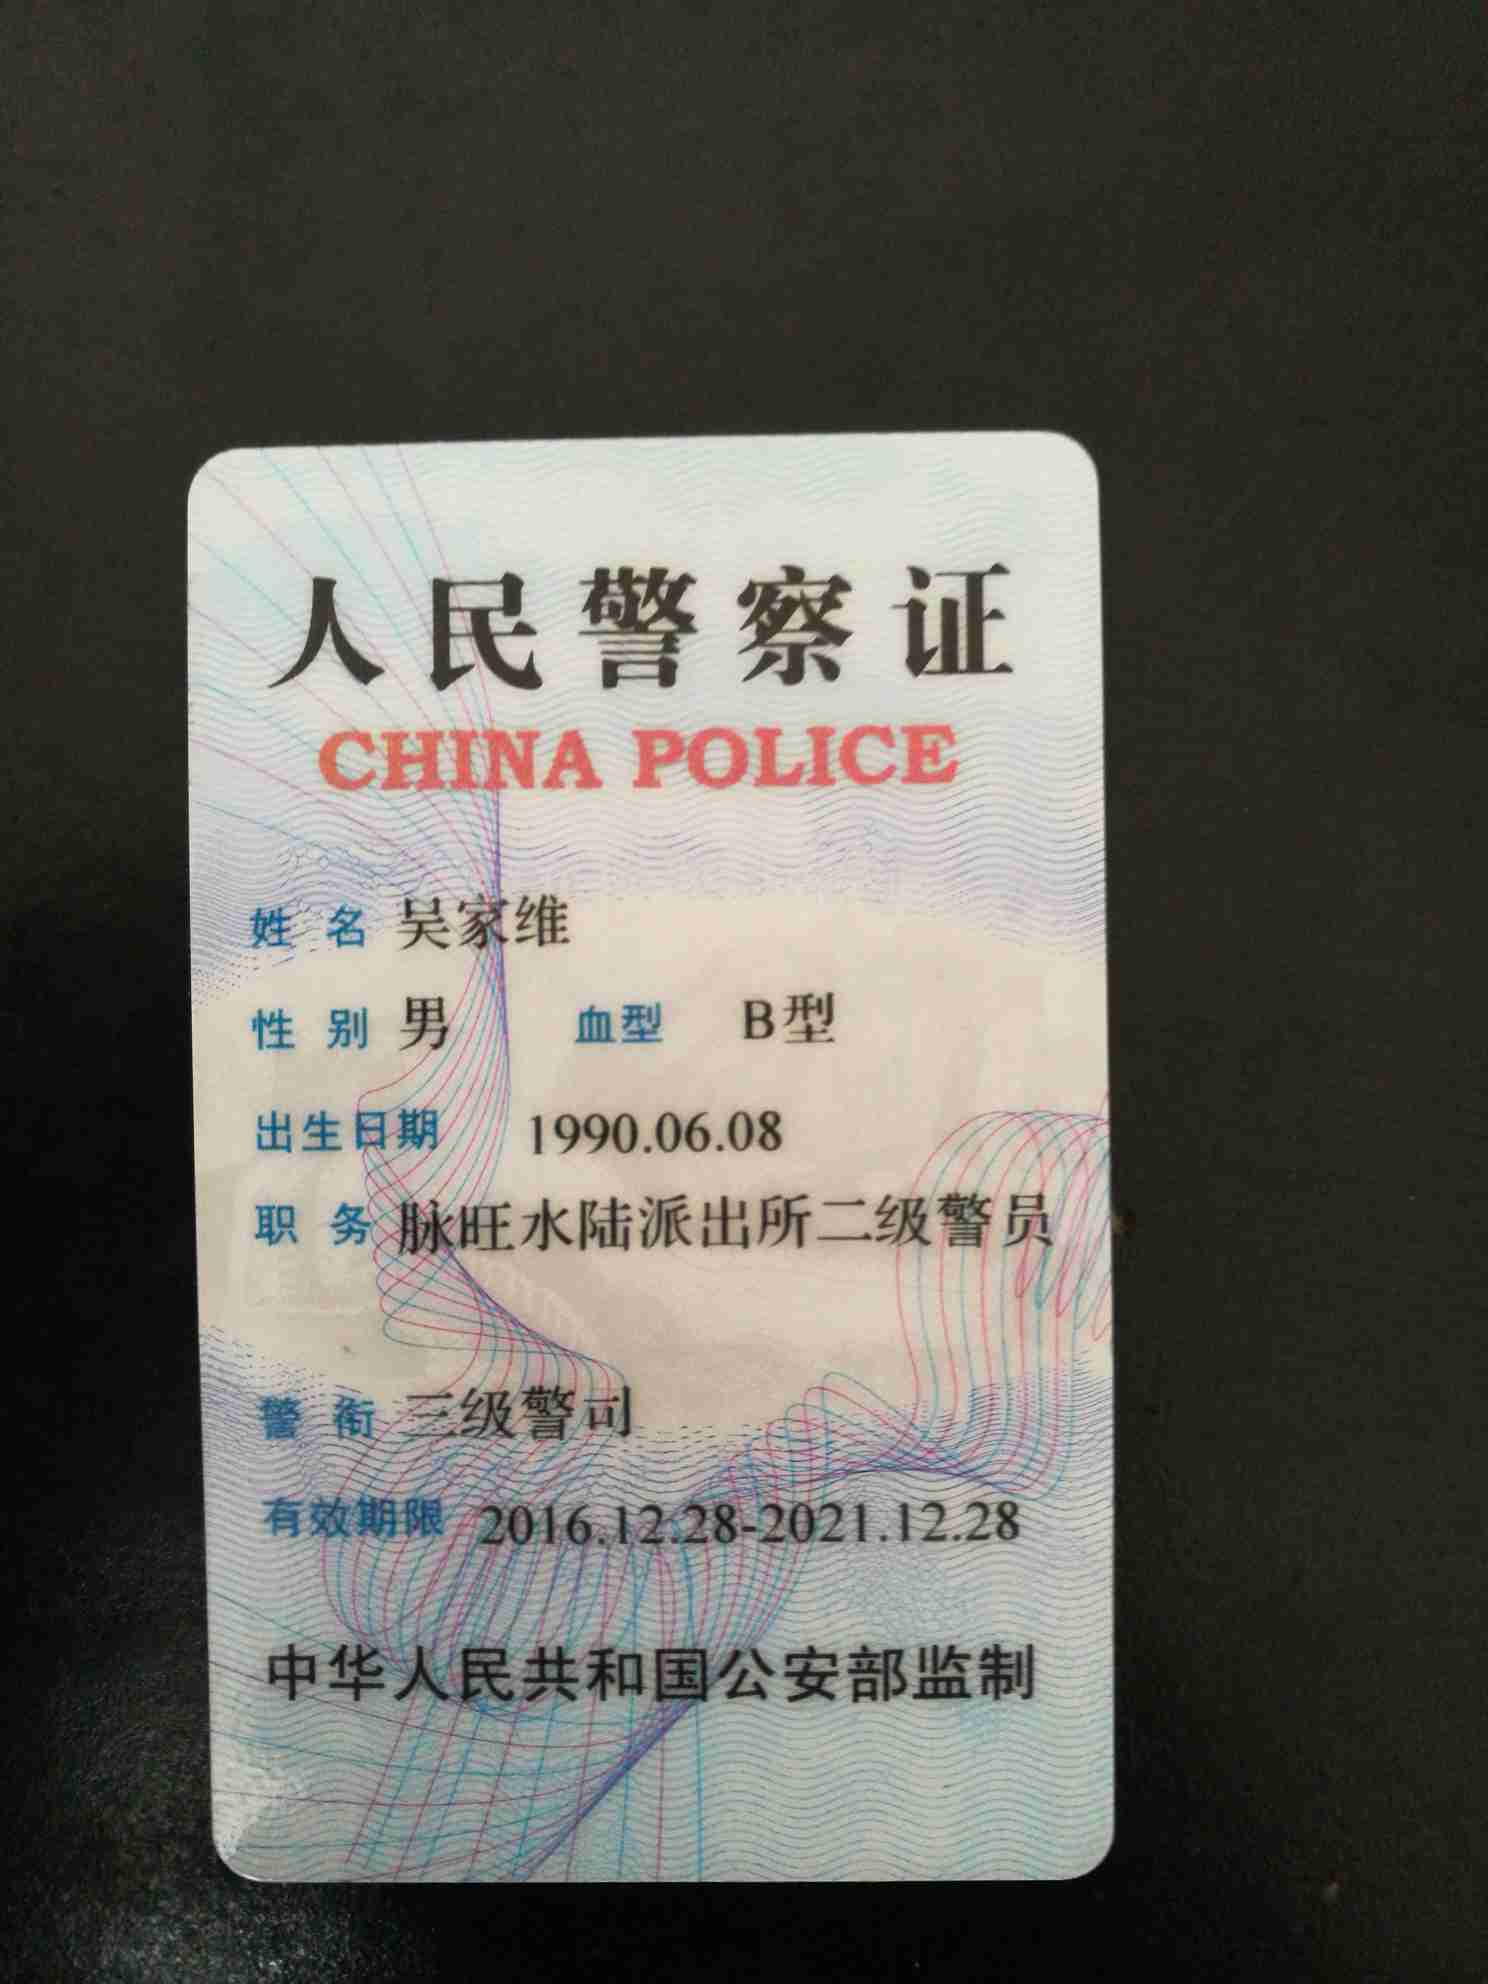 人民警察证
CHINA POLICE
姓 名 吴家维
性 别 男 血型 B型
出生日期 1990.06.08
职 务 脉旺水陆派出所二级警员
警 衔 三级警司
有效期限 2016.12.28-2021.12.28
中华人民共和国公安部监制